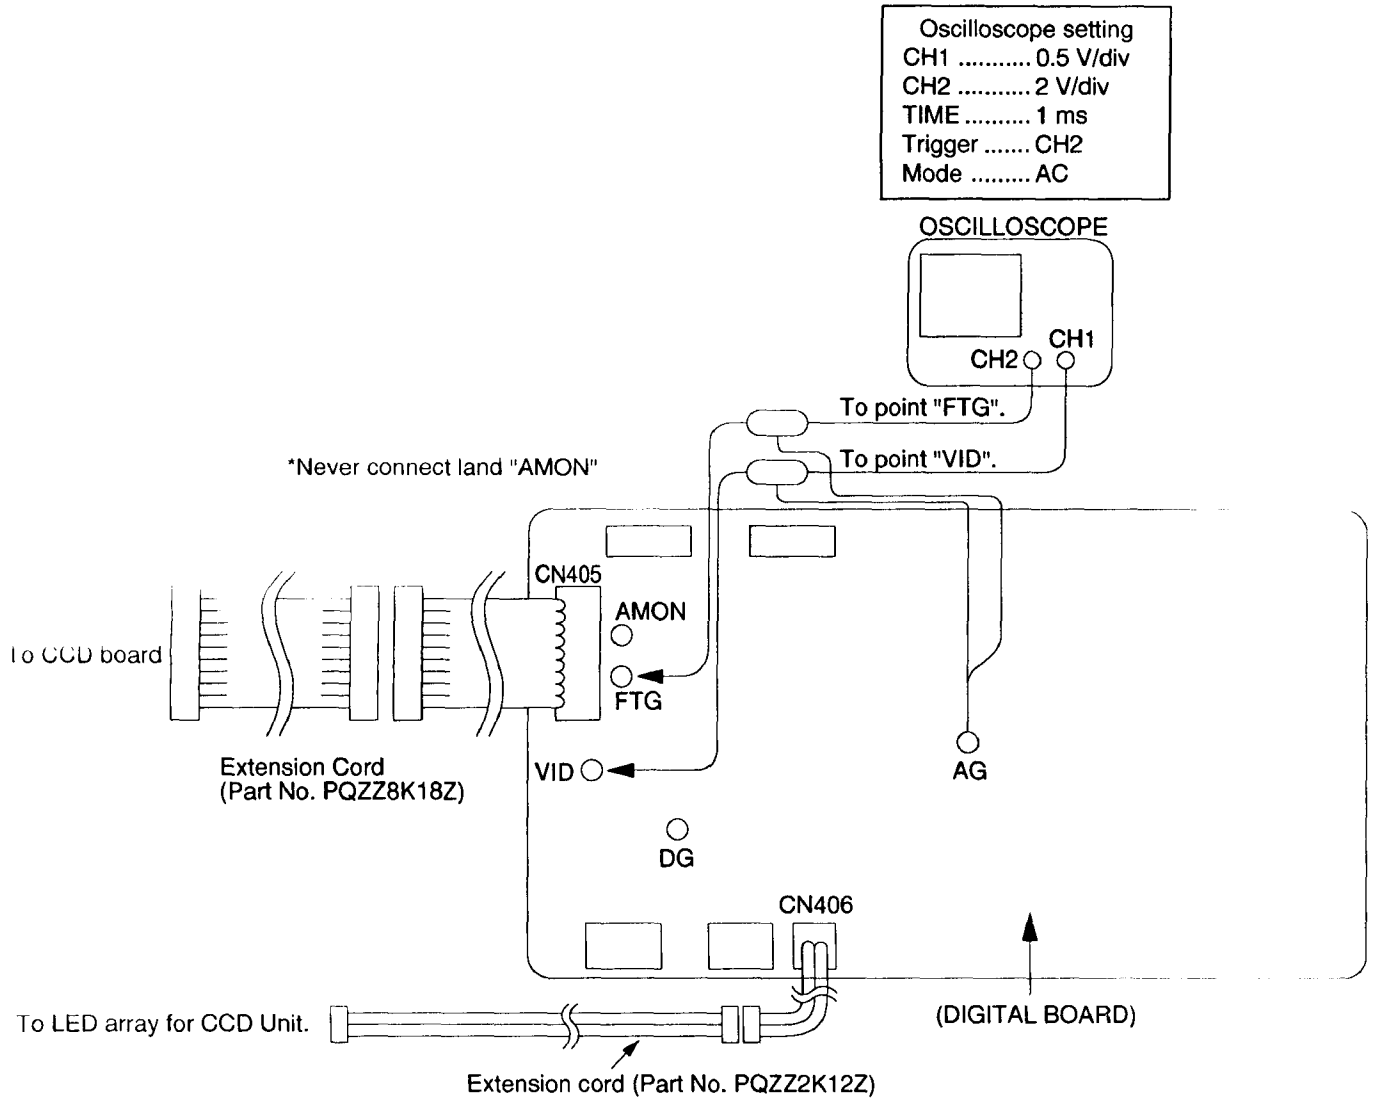 Oscilloscope setting
CH1 ........... 0.5 V/div
CH2 ........... 2 V/div
TIME .......... 1 ms
Trigger ....... CH2
Mode ......... AC
OSCILLOSCOPE
CH1
CH2
To point "FTG".
To point "VID".
*Never connect land "AMON"
CN405
AMON
To CCD board
FTG
Extension Cord
(Part No. PQZZ8K18Z)
VID
AG
DG
CN406
To LED array for CCD Unit.
(DIGITAL BOARD)
Extension cord (Part No. PQZZ2K12Z)